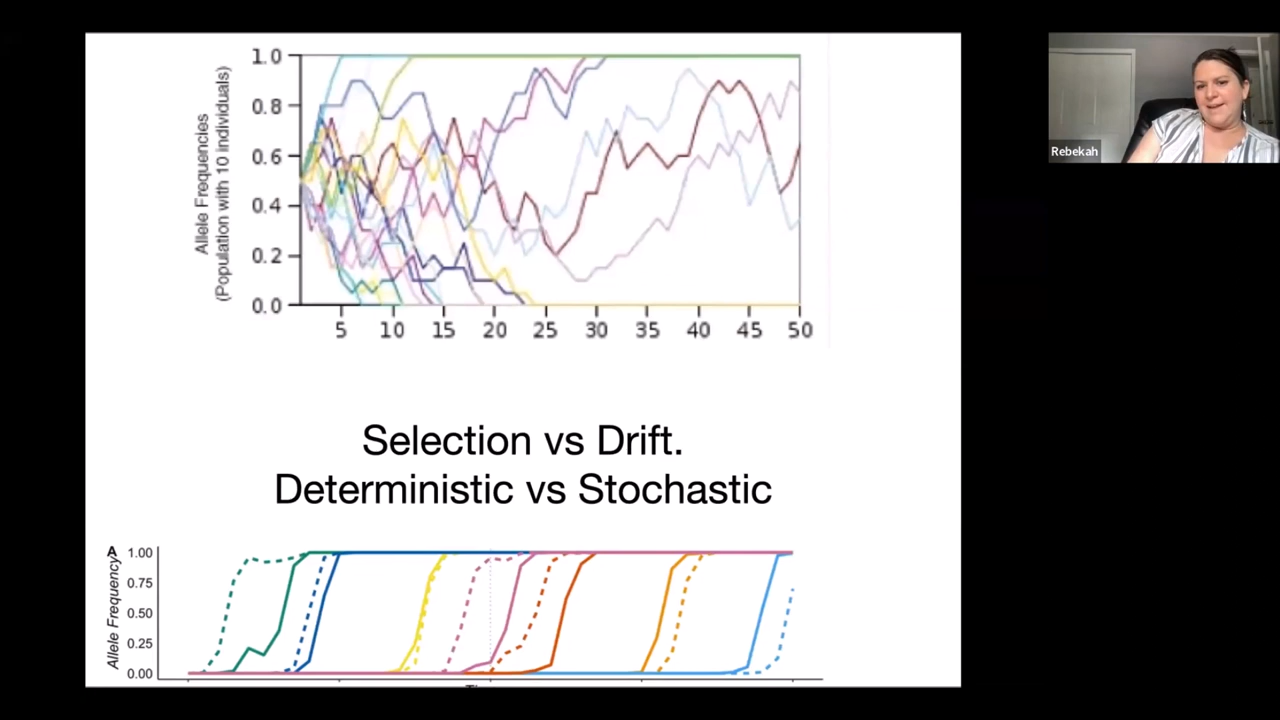 1.0
0.8
0.6
0.4
0.2
0.0
Allele Frequencies
(Population with 10 individuals)
5 10 15 20 25 30 35 40 45 50
Rebekah
Selection vs Drift.
Deterministic vs Stochastic
A
1.00
0.75
0.50
0.25
0.00
Allele Frequency